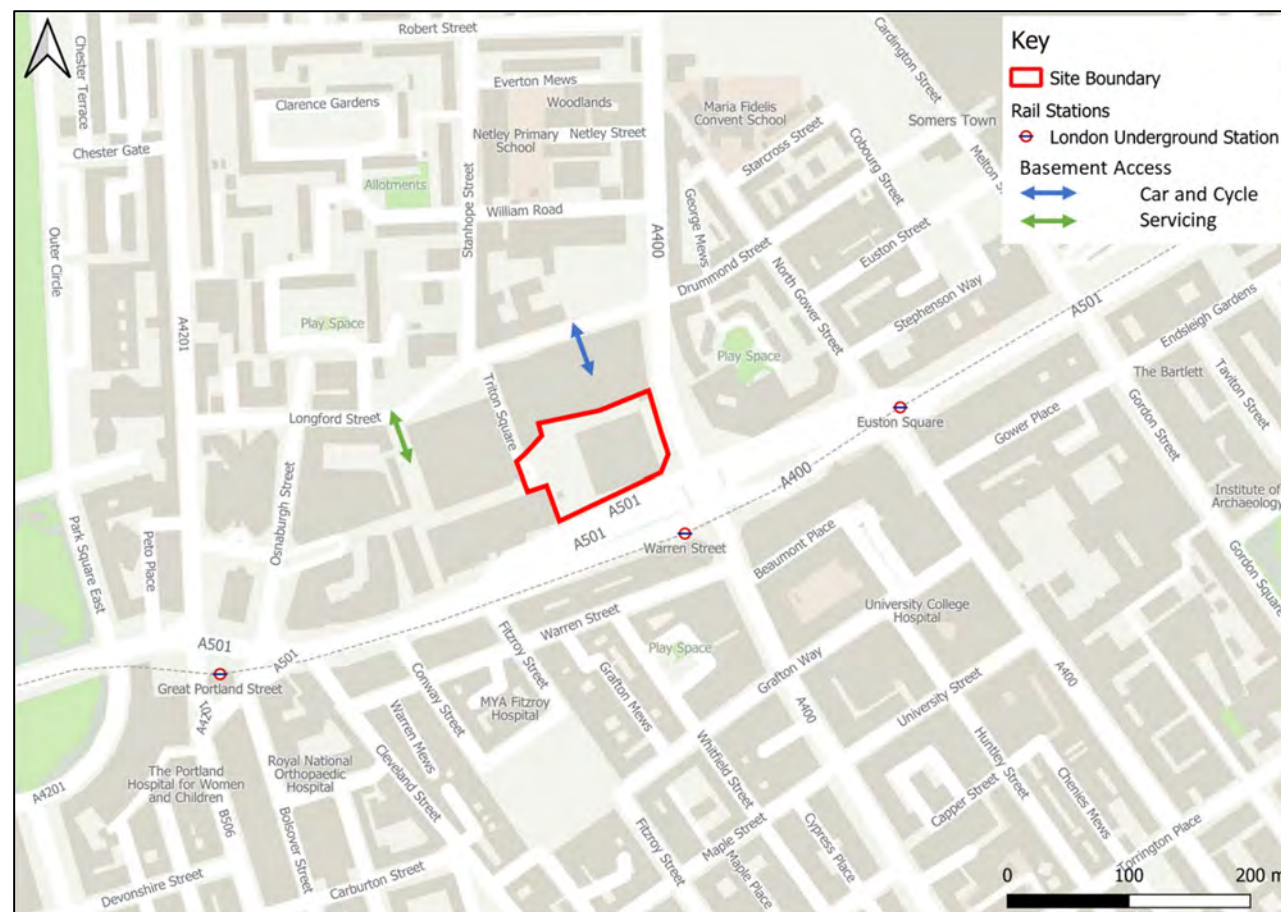 Robert Street
Cardington Street
Chester Terrace
Key
Site Boundary
Rail Stations
London Underground Station
Basement Access
Car and Cycle
Servicing
Everton Mews
Clarence Gardens
Woodlands
Maria Fidelis
Convent School
Somers Town
Netley Primary
School
Netley Street
Starcross Street
Cobourg Street
Melton S
Chester Gate
Allotments
Stanhope Street
William Road
George Mews
A400
Outer Circle
Euston Street
Drummond Street
North Gower Street
Stephenson Way
A501
Endsleigh Gardens
A4201
Play Space
Play Space
The Bartlett
Taviton Street
Triton Square
Longford Street
Euston Square
Gower Place
Gordon Street
A400
Institute of
Archaeology
Osnaburgh Street
A501
A501
Warren Street
Park Square East
Peto Place
Beaumont Place
Gordon Square
University College
Hospital
A501
A501
Great Portland Street
Warren Street
Fitzroy Street
Play Space
Grafton Way
Conway Street
Grafton Mews
University Street
A400
A4201
MYA Fitzroy
Hospital
Warren Mews
A400
Whitfield Street
Huntley Street
The Portland
Hospital for Women
and Children
Royal National
Orthopaedic
Hospital
Cleveland Street
A4201
B506
Bolsover Street
Capper Street
Chenies Mews
Maple Street
Cypress Place
Fitzroy Street
Maple Place
Torrington Place
Devonshire Street
Carburton Street
0 100 200 m